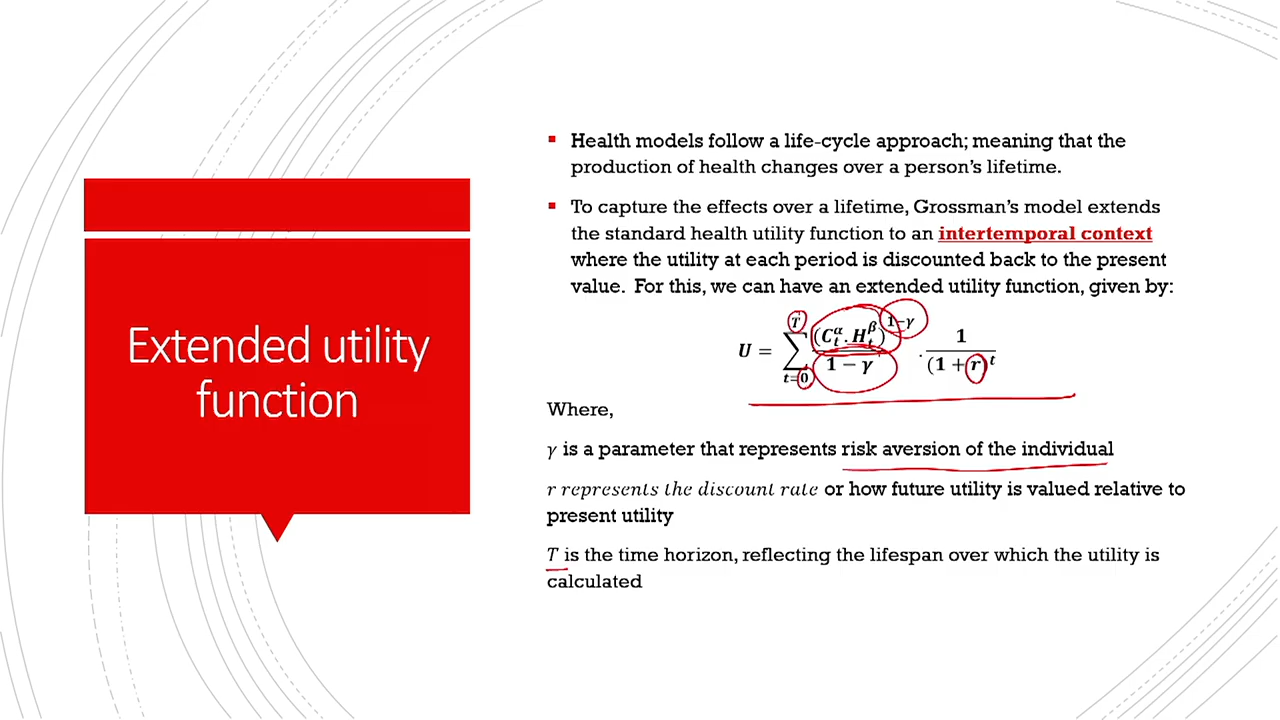 Extended utility
function
▪ Health models follow a life-cycle approach; meaning that the
production of health changes over a person's lifetime.
▪ To capture the effects over a lifetime, Grossman's model extends
the standard health utility function to an intertemporal context
where the utility at each period is discounted back to the present
value. For this, we can have an extended utility function, given by:
U = \sum_{t=0}^{T} \frac{(C_t^α . H_t^β)^{1-γ}}{1-γ} . \frac{1}{(1+r)^t}
Where,
γ is a parameter that represents risk aversion of the individual
r represents the discount rate or how future utility is valued relative to
present utility
T is the time horizon, reflecting the lifespan over which the utility is
calculated